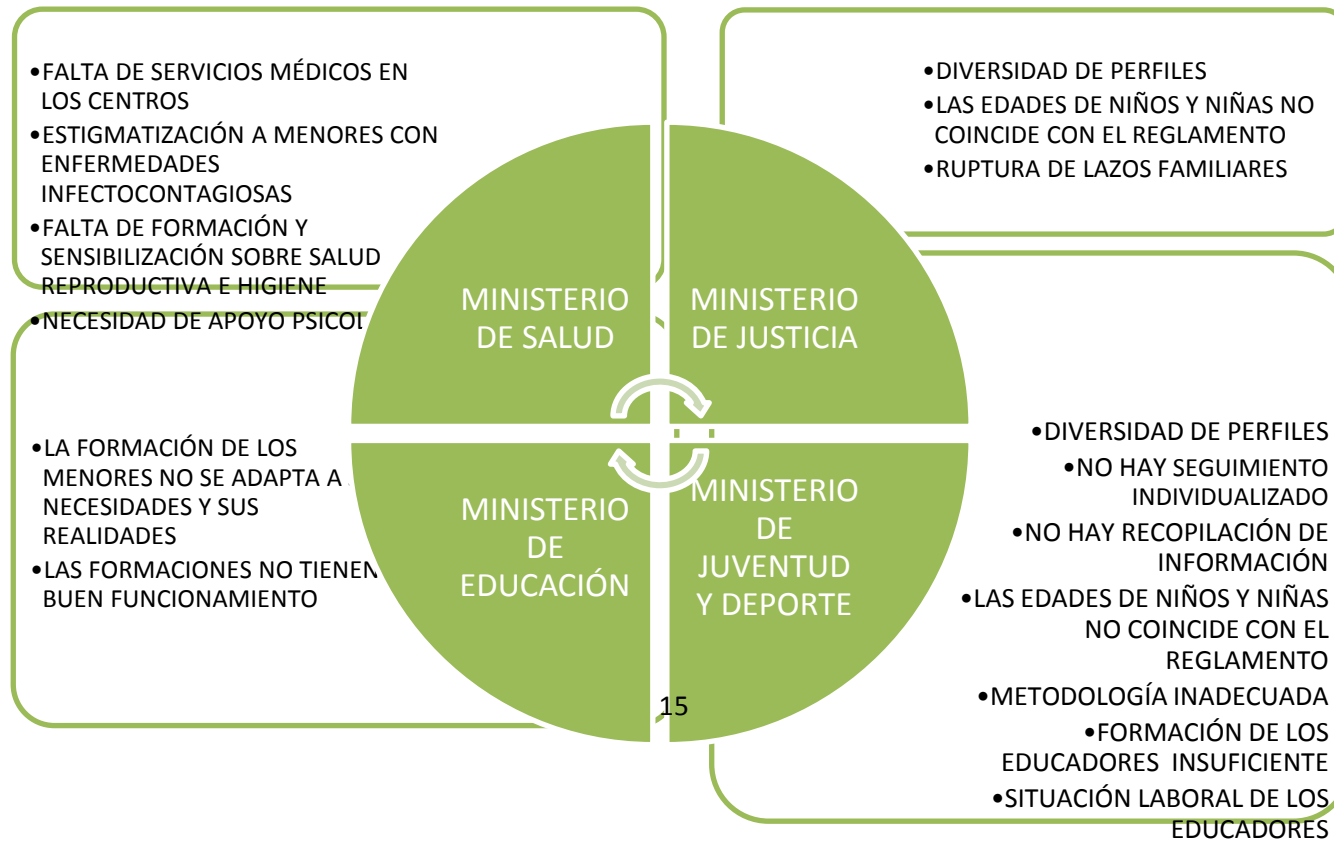 •FALTA DE SERVICIOS MÉDICOS EN
LOS CENTROS
•ESTIGMATIZACIÓN A MENORES CON
ENFERMEDADES
INFECTOCONTAGIOSAS
•FALTA DE FORMACIÓN Y
SENSIBILIZACIÓN SOBRE SALUD
REPRODUCTIVA E HIGIENE
•NECESIDAD DE APOYO
•DIVERSIDAD DE PERFILES
•LAS EDADES DE NIÑOS Y NIÑAS NO
COINCIDE CON EL REGLAMENTO
•RUPTURA DE LAZOS FAMILIARES
MINISTERIO
DE SALUD
MINISTERIO
DE JUSTICIA
•LA FORMACIÓN DE LOS
MENORES NO SE ADAPTA A
NECESIDADES Y SUS
REALIDADES
•LAS FORMACIONES NO TIENEN
BUEN FUNCIONAMIENTO
MINISTERIO
DE
EDUCACIÓN
MINISTERIO
DE
JUVENTUD
Y DEPORTE
•DIVERSIDAD DE PERFILES
•NO HAY SEGUIMIENTO
INDIVIDUALIZADO
•NO HAY RECOPILACIÓN DE
INFORMACIÓN
•LAS EDADES DE NIÑOS Y NIÑAS
NO COINCIDE CON EL
REGLAMENTO
•METODOLOGÍA INADECUADA
•FORMACIÓN DE LOS
EDUCADORES INSUFICIENTE
•SITUACIÓN LABORAL DE LOS
EDUCADORES
15